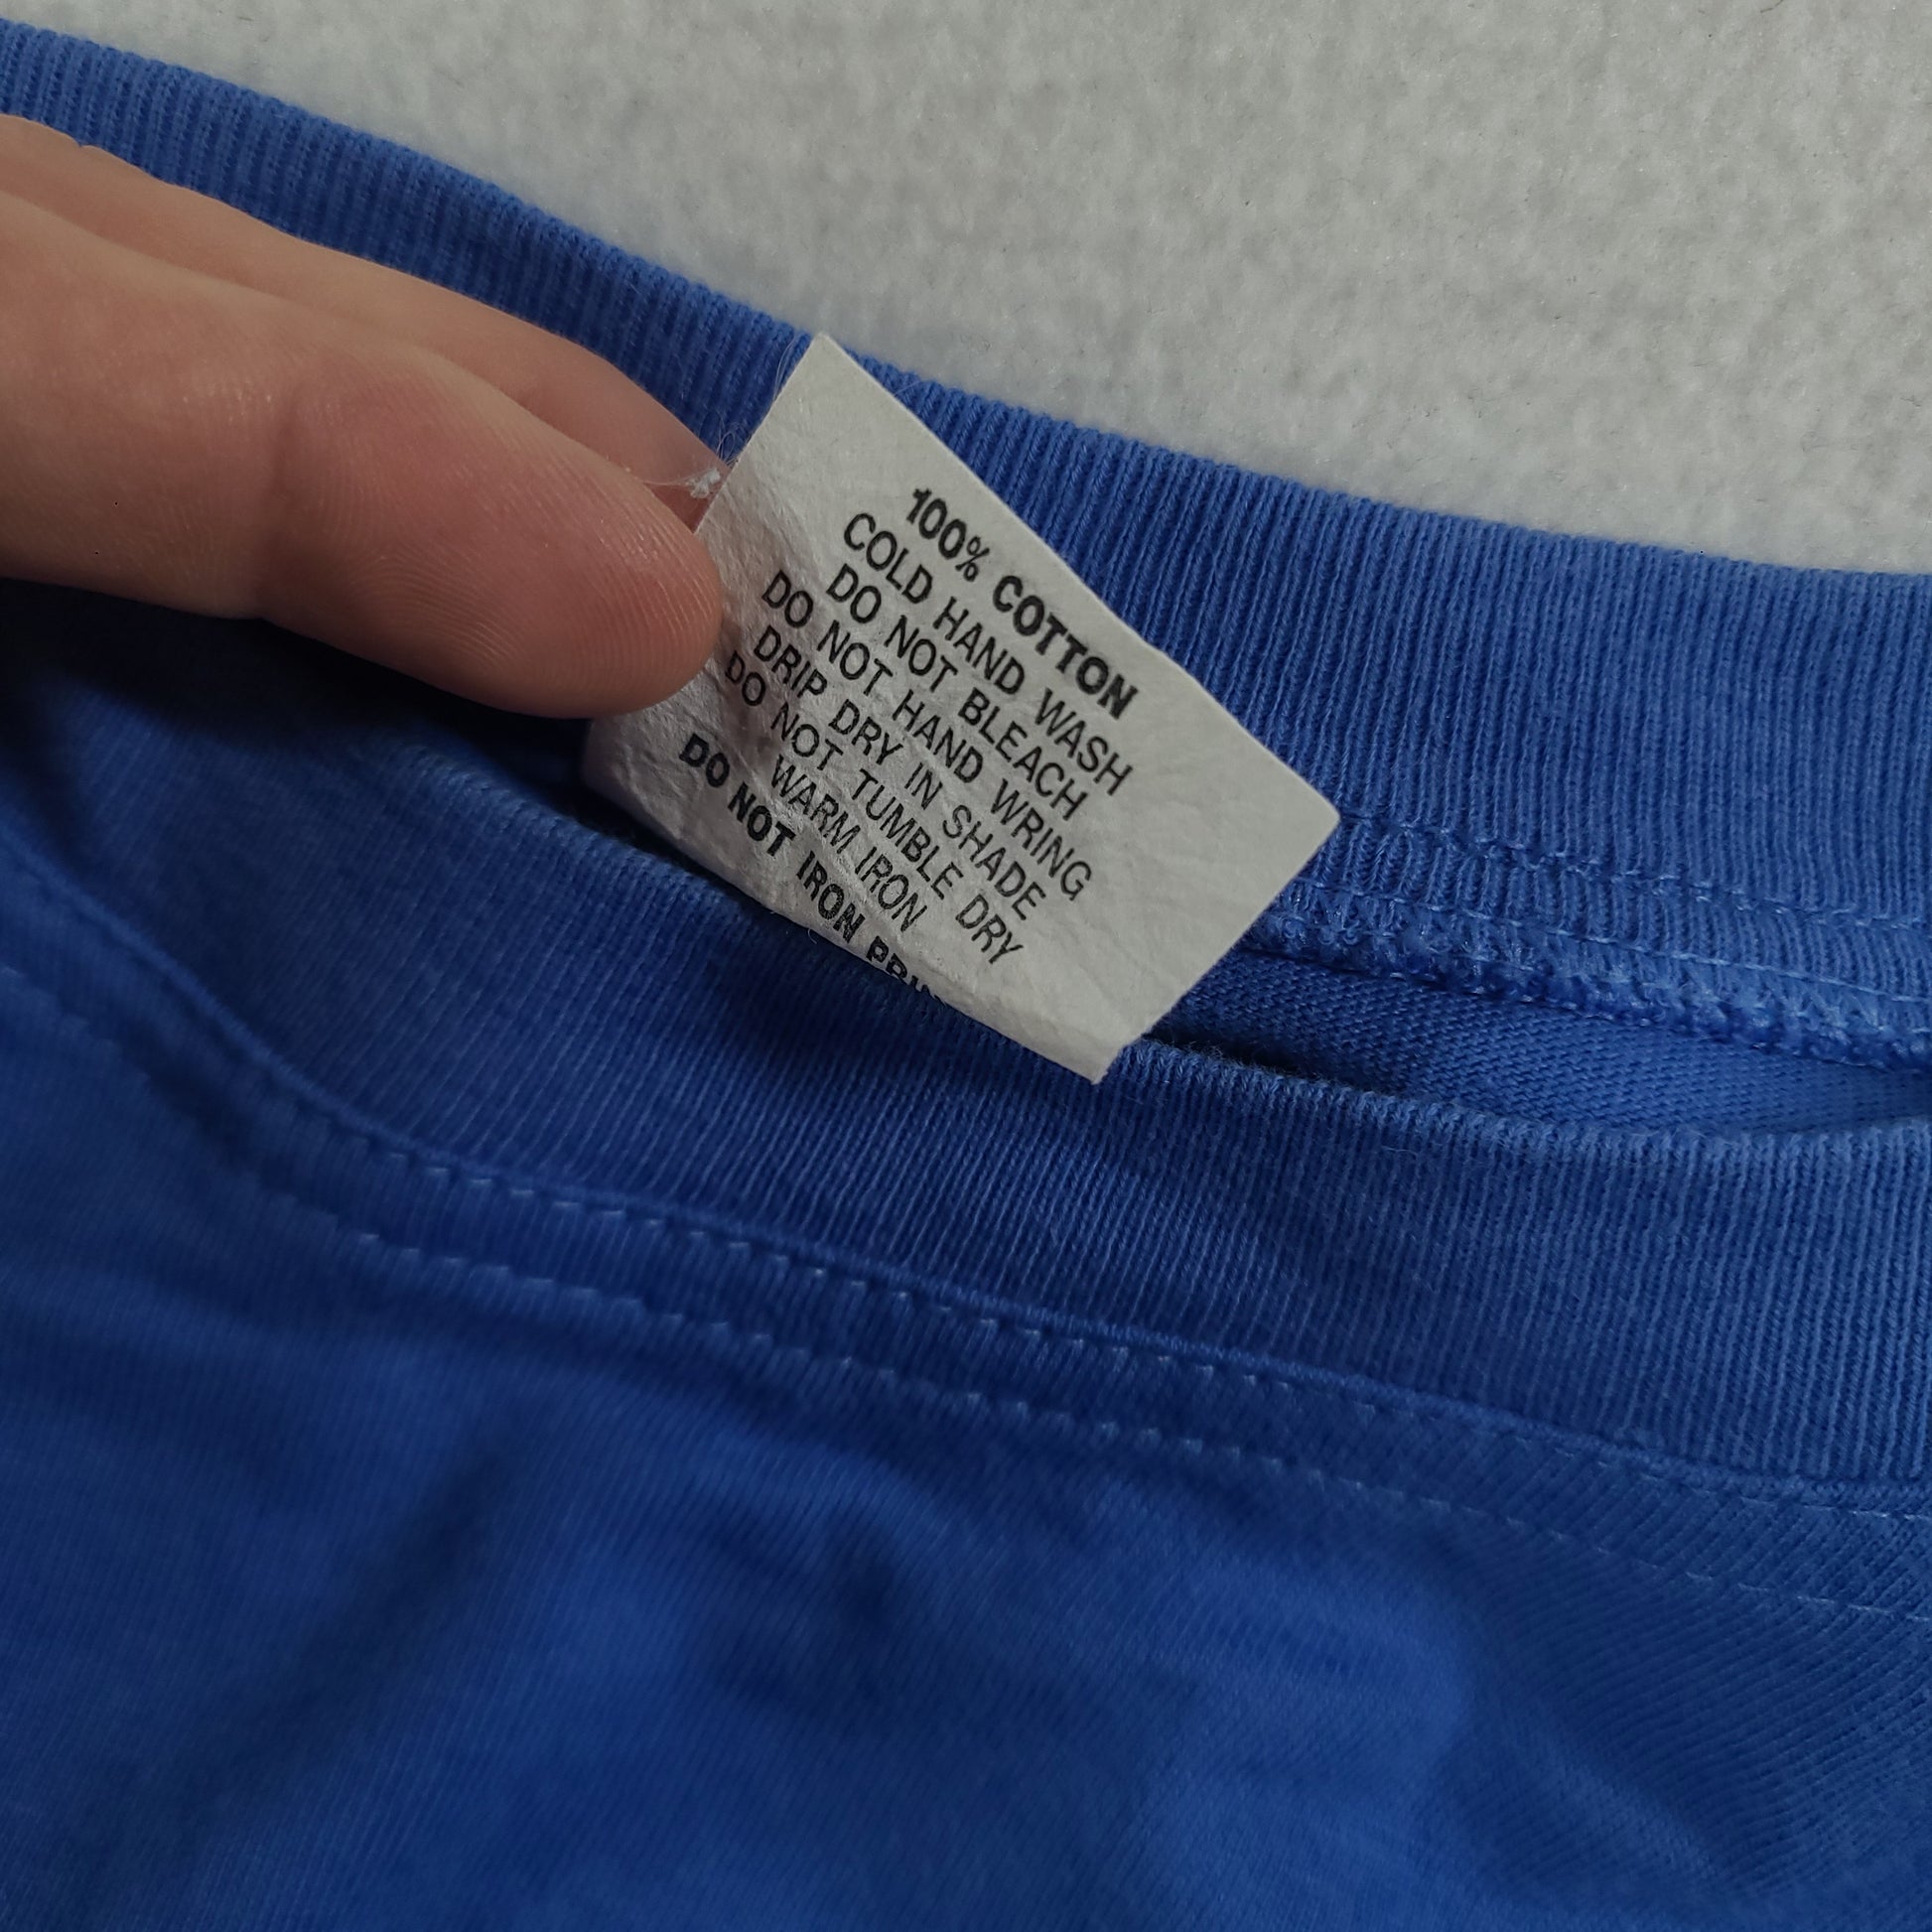 100% COTTON
COLD HAND WASH
DO NOT BLEACH
DO NOT HAND WRING
DRIP DRY IN SHADE
DO NOT TUMBLE DRY
WARM IRON
DO NOT IRON